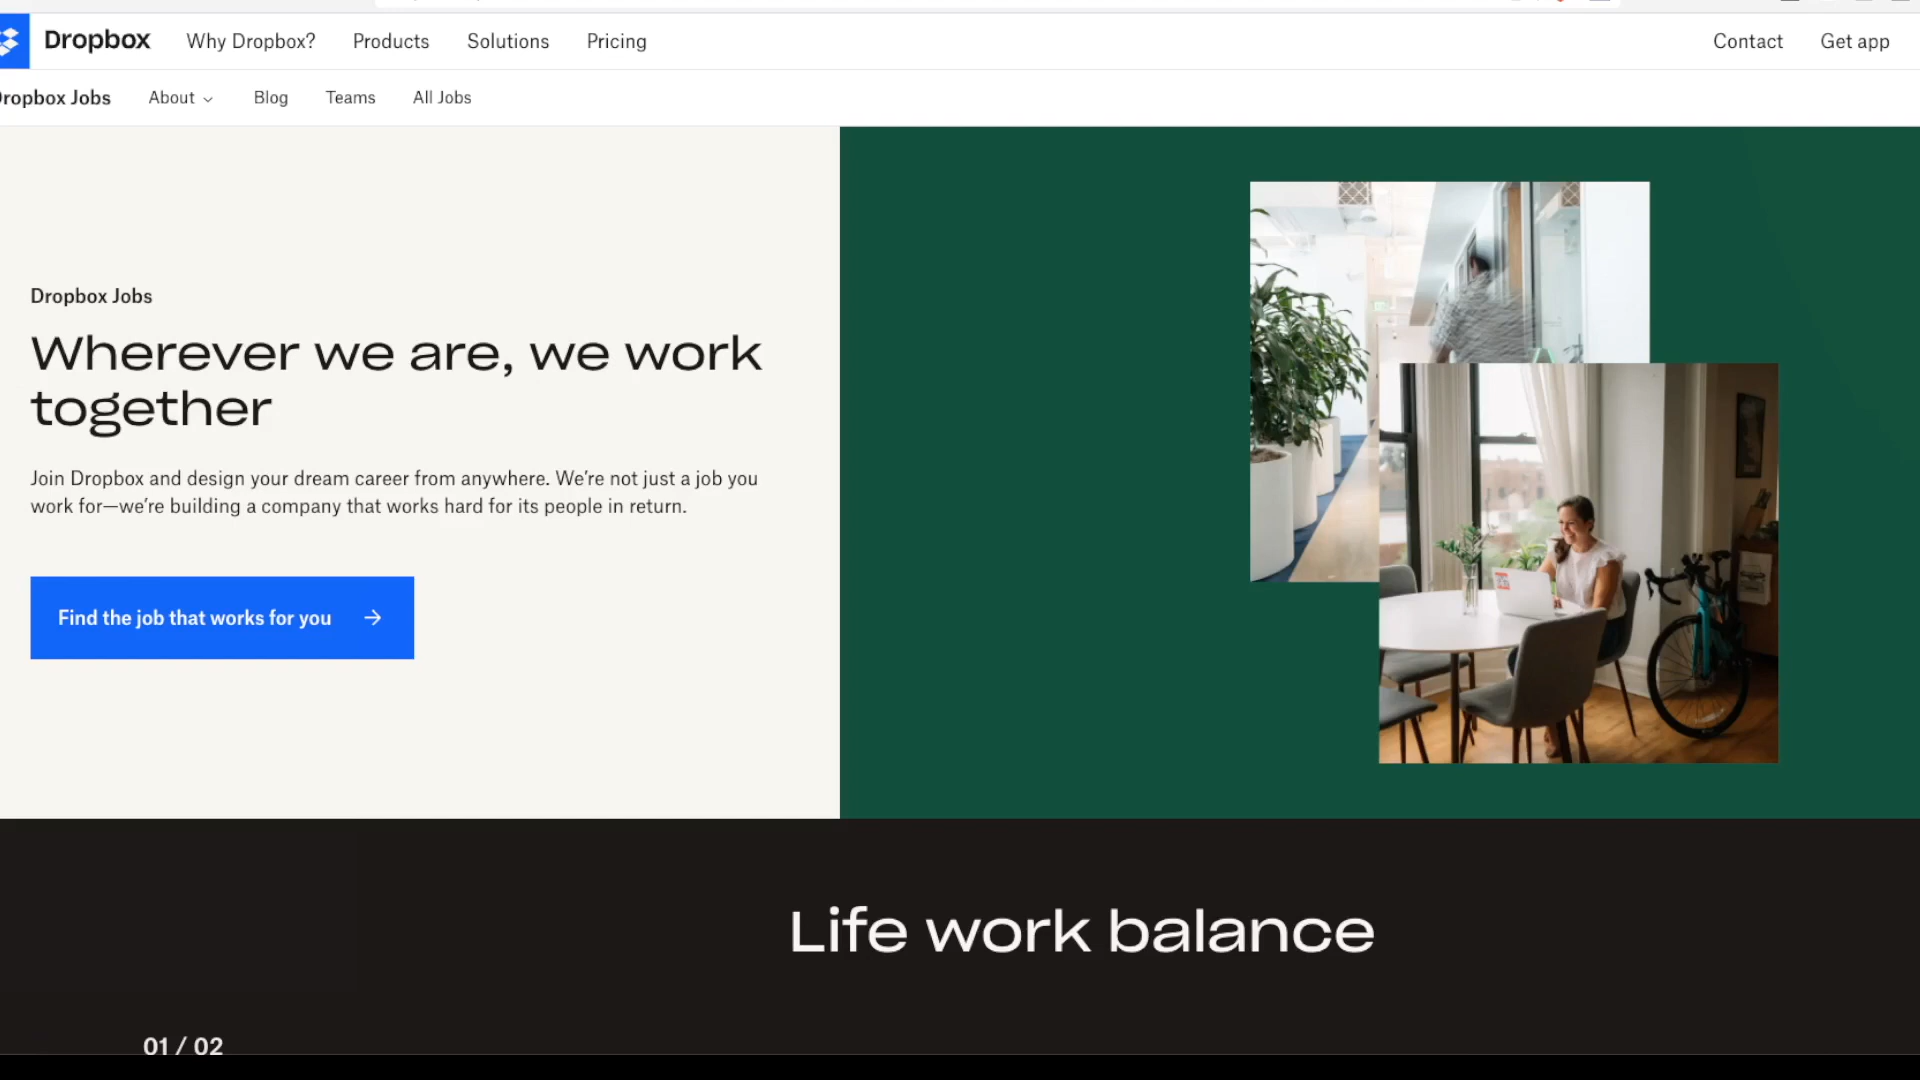 Dropbox Why Dropbox? Products Solutions Pricing Contact Get app
Dropbox Jobs About Blog Teams All Jobs
Dropbox Jobs
Wherever we are, we work
together
Join Dropbox and design your dream career from anywhere. We’re not just a job you
work for—we’re building a company that works hard for its people in return.
Find the job that works for you →
Life work balance
01 / 02